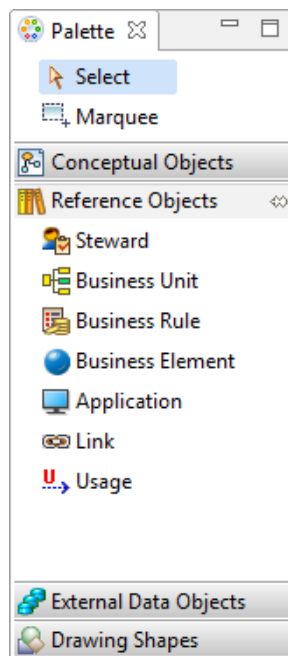 Palette
Select
Marquee
Conceptual Objects
Reference Objects
Steward
Business Unit
Business Rule
Business Element
Application
Link
U Usage
External Data Objects
Drawing Shapes